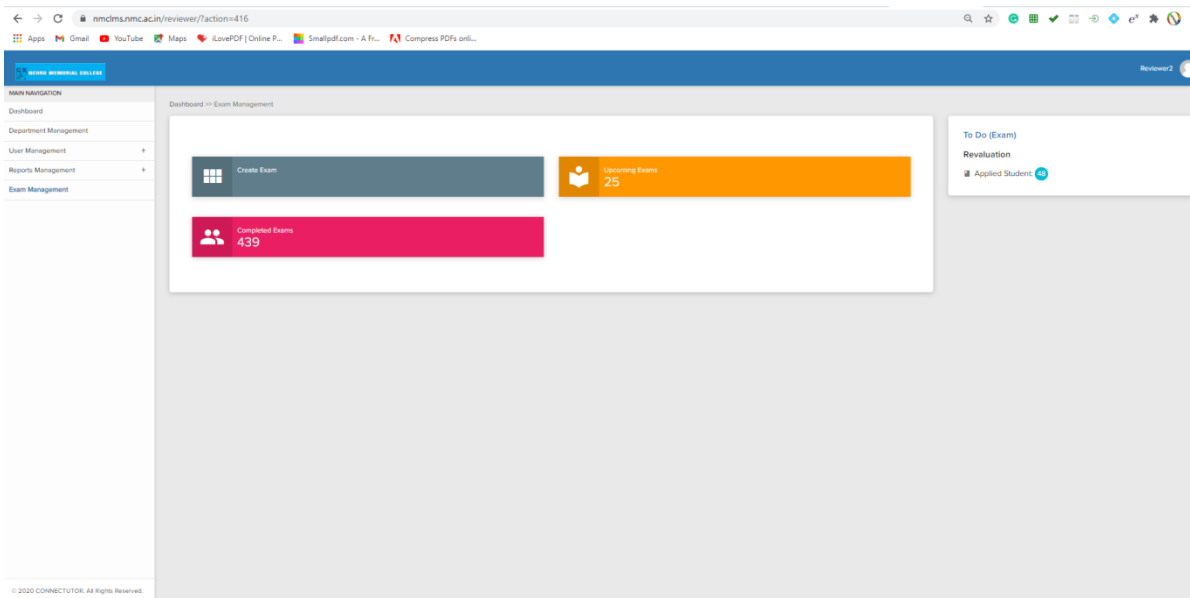 nmclms.nmc.ac.in/reviewer/?action=416
Apps Gmail YouTube Maps iLovePDF | Online P... Smallpdf.com - A Fr... Compress PDFs onli...
NEHRU MEMORIAL COLLEGE
Reviewer2
MAIN NAVIGATION
Dashboard
Department Management
User Management +
Reports Management +
Exam Management
Dashboard >> Exam Management
Create Exam
Upcoming Exams
25
Completed Exams
439
To Do (Exam)
Revaluation
Applied Student: 48
© 2020 CONNECTUTOR. All Rights Reserved.